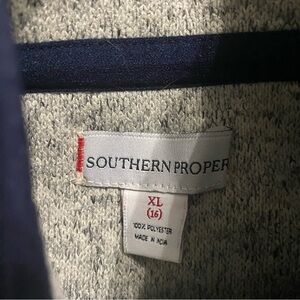 SOUTHERN PROPER
XL
(16)
100% POLYESTER
MADE IN INDIA